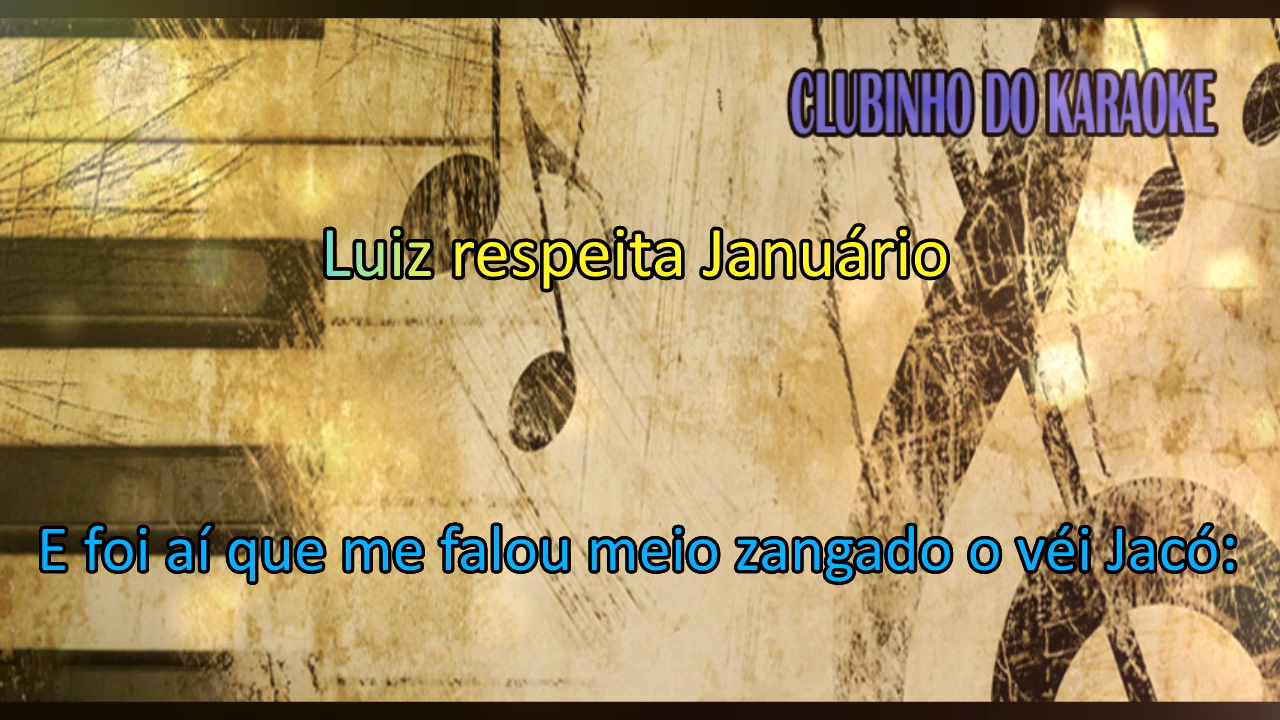 CLUBINHO DO KARAOKE
Luiz respeita Januário
E foi aí que me falou meio zangado o véi Jacó: